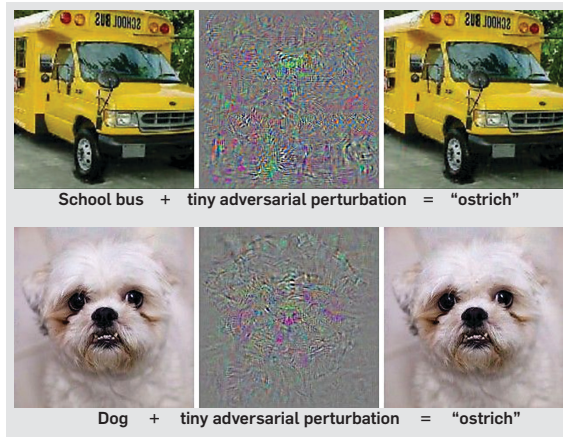 SCHOOL BUS
SCHOOL BUS
School bus + tiny adversarial perturbation = “ostrich”
Dog + tiny adversarial perturbation = “ostrich”